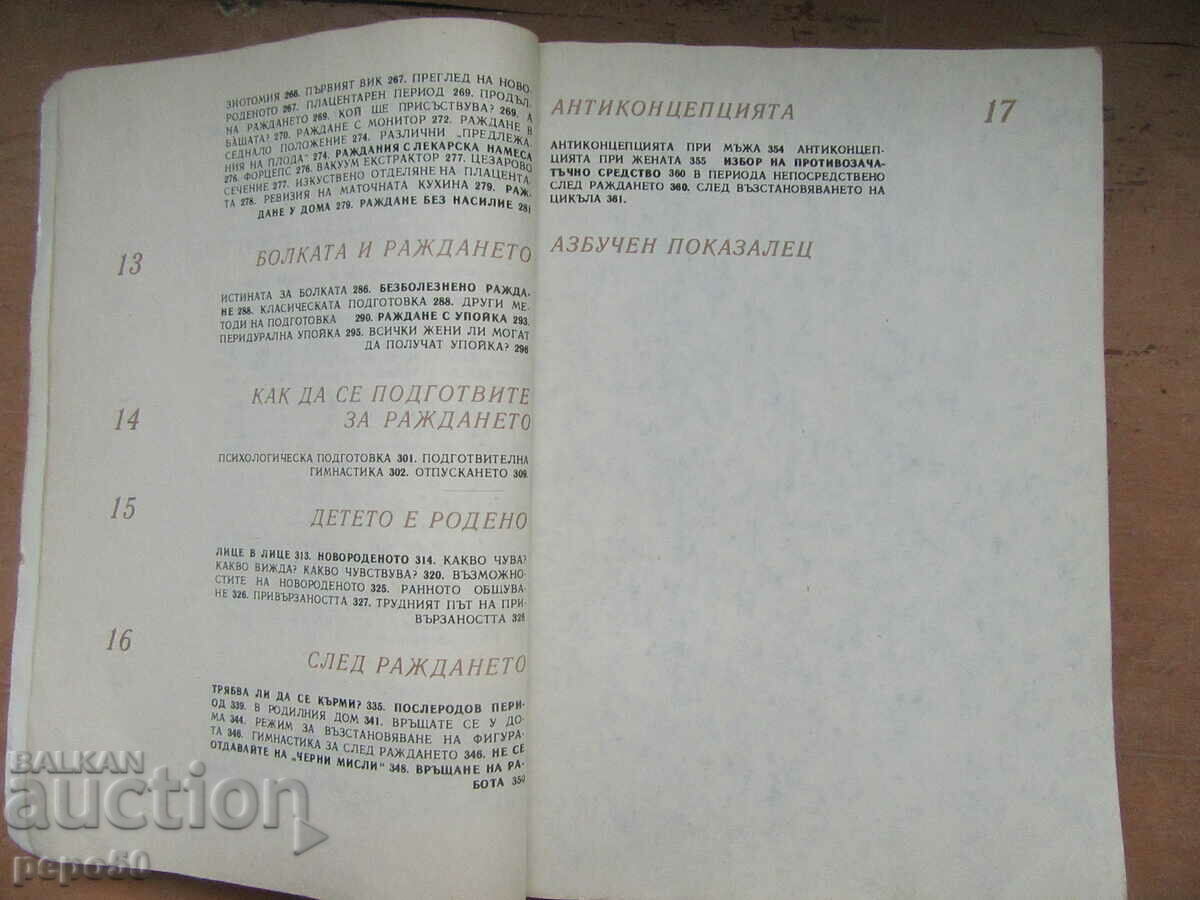 ЗИОТОМИЯ 266. ПЪРВИЯТ ВИК 267. ПРЕГЛЕД НА НОВО-
РОДЕНОТО 267. ПЛАЦЕНТАРЕН ПЕРИОД 269. ПРОДЪЛ.
НА РАЖДАНЕТО 269. КОЙ ЩЕ ПРИСЪСТВУВА? 269. А
БАЩАТА? 270. РАЖДАНЕ С МОНИТОР 272. РАЖДАНЕ В
СЕДНАЛО ПОЛОЖЕНИЕ 274. РАЗЛИЧНИ „ПРЕДЛЕЖА-
НИЯ НА ПЛОДА“ 274. РАЖДАНИЯ С ЛЕКАРСКА НАМЕСА
276. ФОРЦЕПС 276. ВАКУУМ ЕКСТРАКТОР 277. ЦЕЗАРОВО
СЕЧЕНИЕ 277. ИЗКУСТВЕНО ОТДЕЛЯНЕ НА ПЛАЦЕНТА-
ТА 278. РЕВИЗИЯ НА МАТОЧНАТА КУХИНА 279. РАЖ-
ДАНЕ У ДОМА 279. РАЖДАНЕ БЕЗ НАСИЛИЕ 281
13 БОЛКАТА И РАЖДАНЕТО
ИСТИНАТА ЗА БОЛКАТА 286. БЕЗБОЛЕЗНЕНО РАЖДА-
НЕ 288. КЛАСИЧЕСКАТА ПОДГОТОВКА 288. ДРУГИ МЕ-
ТОДИ НА ПОДГОТОВКА 290. РАЖДАНЕ С УПОЙКА 293.
ПЕРИДУРАЛНА УПОЙКА 295. ВСИЧКИ ЖЕНИ ЛИ МОГАТ
ДА ПОЛУЧАТ УПОЙКА? 296
КАК ДА СЕ ПОДГОТВИТЕ
14 ЗА РАЖДАНЕТО
ПСИХОЛОГИЧЕСКА ПОДГОТОВКА 301. ПОДГОТВИТЕЛНА
ГИМНАСТИКА 302. ОТПУСКАНЕТО 309.
15 ДЕТЕТО Е РОДЕНО
ЛИЦЕ В ЛИЦЕ 313. НОВОРОДЕНОТО 314. КАКВО ЧУВА?
КАКВО ВИЖДА? КАКВО ЧУВСТВУВА? 320. ВЪЗМОЖНО-
СТИТЕ НА НОВОРОДЕНОТО 325. РАННОТО ОБЩУВА-
НЕ 326. ПРИВЪРЗАНОСТТА 327. ТРУДНИЯТ ПЪТ НА ПРИ-
ВЪРЗАНОСТТА 328
16 СЛЕД РАЖДАНЕТО
ТРЯБВА ЛИ ДА СЕ КЪРМИ? 335. ПОСЛЕРОДОВ ПЕРИ-
ОД 339. В РОДИЛНИЯ ДОМ 341. ВРЪЩАТЕ СЕ У ДО-
МА 344. РЕЖИМ ЗА ВЪЗСТАНОВЯВАНЕ НА ФИГУРА-
ТА 346. ГИМНАСТИКА ЗА СЛЕД РАЖДАНЕТО 346. НЕ СЕ
ОТДАВАЙТЕ НА „ЧЕРНИ МИСЛИ“ 348. ВРЪЩАНЕ НА РА-
БОТА 350
АНТИКОНЦЕПЦИЯТА 17
АНТИКОНЦЕПЦИЯТА ПРИ МЪЖА 354 АНТИКОНЦЕП-
ЦИЯТА ПРИ ЖЕНАТА 355 ИЗБОР НА ПРОТИВОЗАЧА-
ТЪЧНО СРЕДСТВО 360 В ПЕРИОДА НЕПОСРЕДСТВЕНО
СЛЕД РАЖДАНЕТО 360. СЛЕД ВЪЗСТАНОВЯВАНЕТО НА
ЦИКЪЛА 361.
АЗБУЧЕН ПОКАЗАЛЕЦ
BALKAN
auction
pepo50